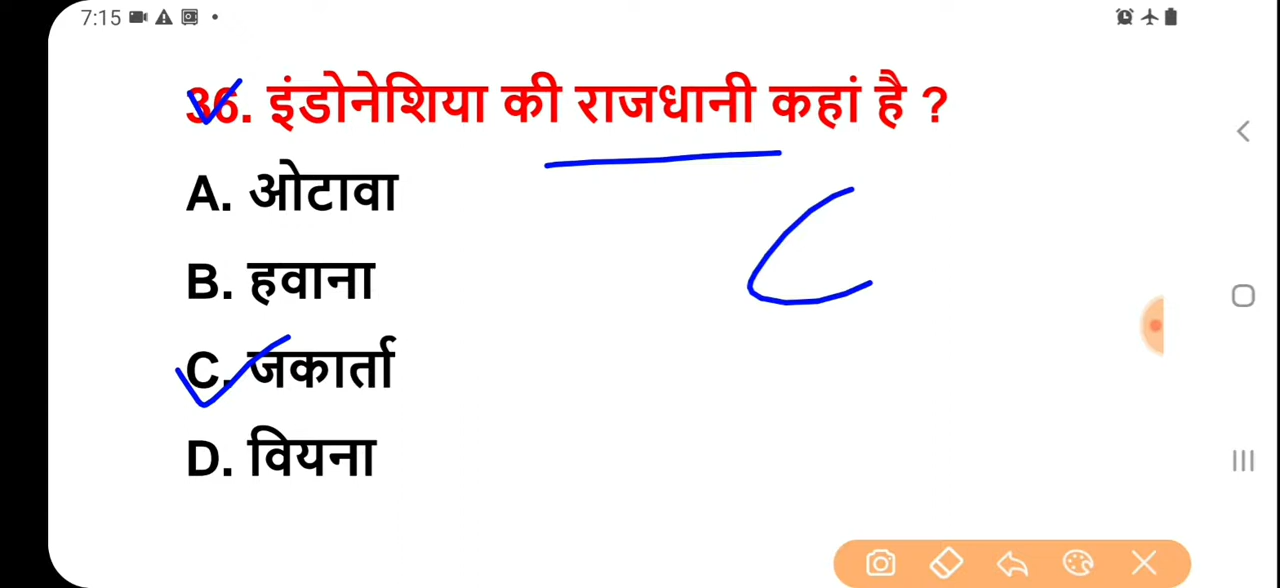 7:15
36. इंडोनेशिया की राजधानी कहां है ?
A. ओटावा
B. हवाना
C. जकार्ता
D. वियना
C